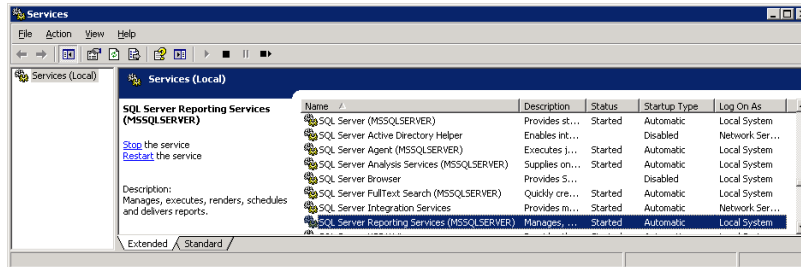 Services
File Action View Help
Services (Local)
Services (Local)
SQL Server Reporting Services
(MSSQLSERVER)
Stop the service
Restart the service
Description:
Manages, executes, renders, schedules
and delivers reports.
Name Description Status Startup Type Log On As
SQL Server (MSSQLSERVER) Provides st... Started Automatic Local System
SQL Server Active Directory Helper Enables int... Disabled Network Ser...
SQL Server Agent (MSSQLSERVER) Executes j... Started Automatic Local System
SQL Server Analysis Services (MSSQLSERVER) Supplies on... Started Automatic Local System
SQL Server Browser Provides S... Disabled Local System
SQL Server FullText Search (MSSQLSERVER) Quickly cre... Started Automatic Local System
SQL Server Integration Services Provides m... Started Automatic Network Ser...
SQL Server Reporting Services (MSSQLSERVER) Manages, ... Started Automatic Local System
Extended Standard